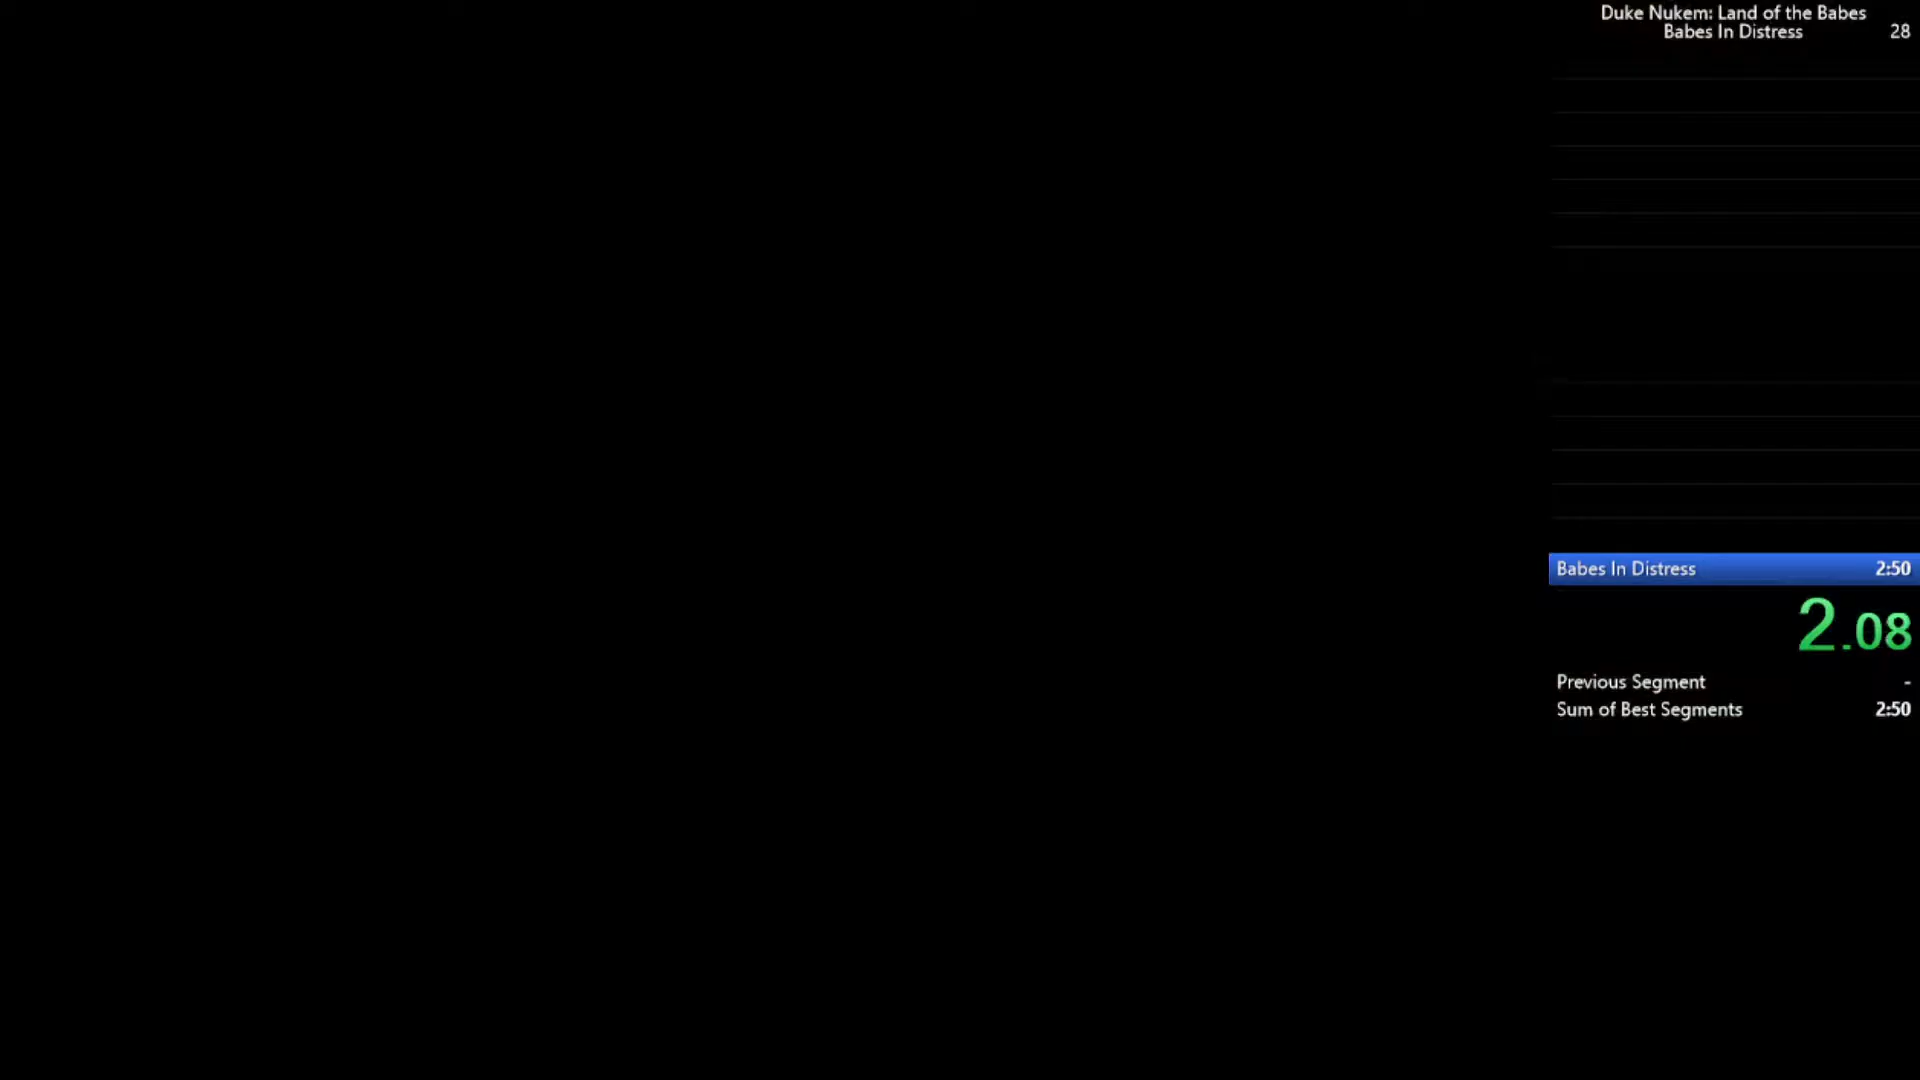 Duke Nukem: Land of the Babes
Babes In Distress 28
Babes In Distress 2:50
2.08
Previous Segment -
Sum of Best Segments 2:50